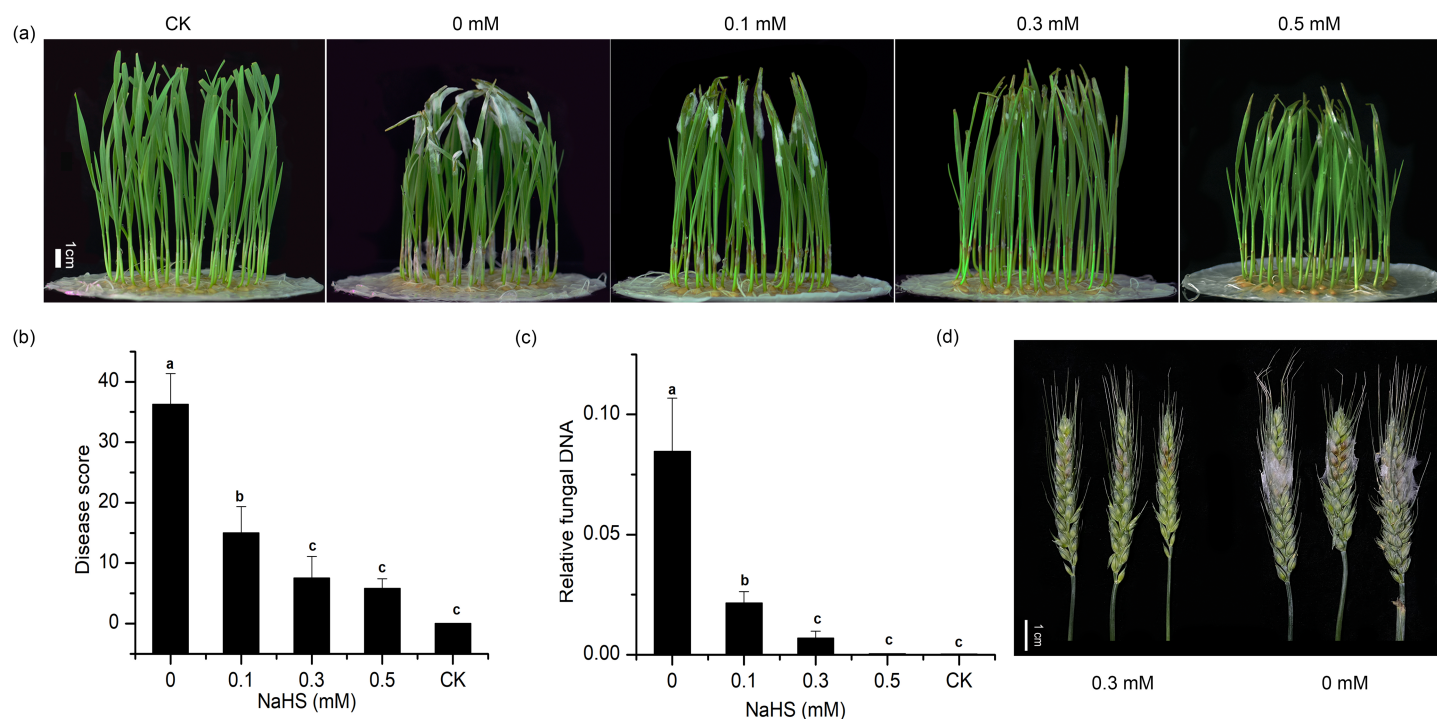 CK 0 mM 0.1 mM 0.3 mM 0.5 mM
(a)
1cm
(b) (c) (d)
Disease score
40
30
20
10
0
a
b
c
c
c
0 0.1 0.3 0.5 CK
NaHS (mM)
Relative fungal DNA
0.10
0.05
0.00
a
b
c
c
c
0 0.1 0.3 0.5 CK
NaHS (mM)
1 cm
0.3 mM 0 mM